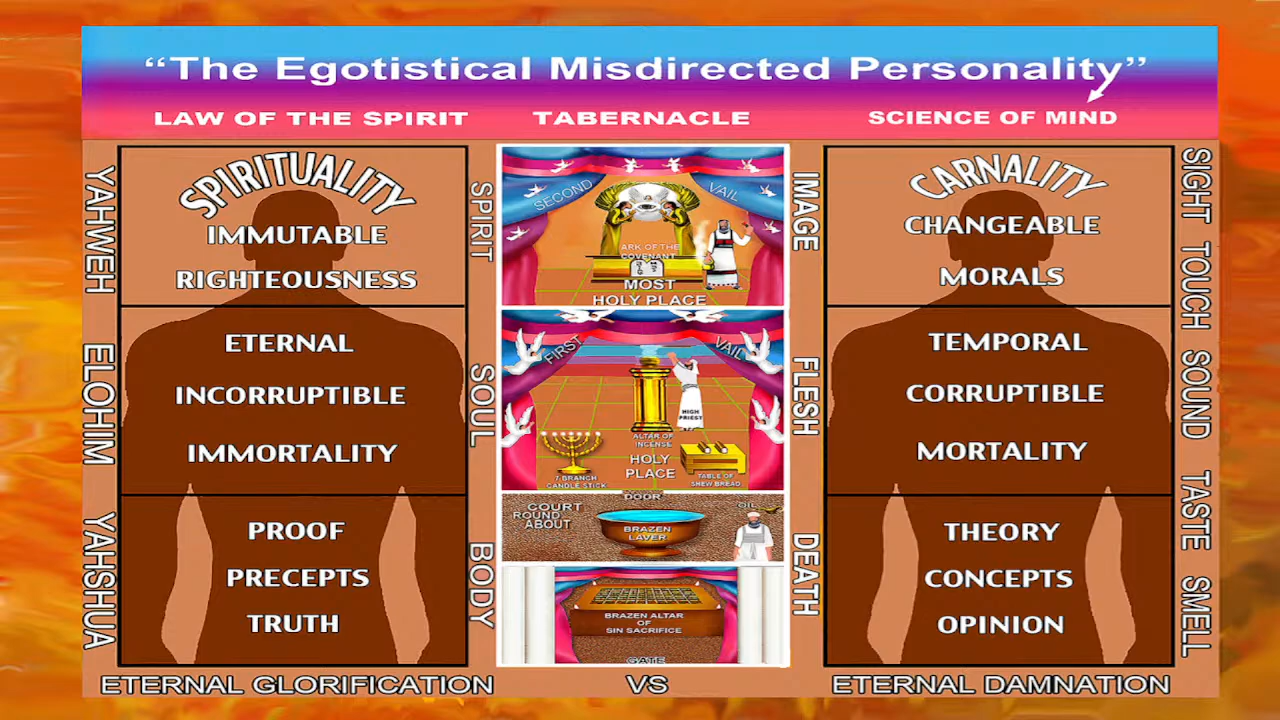 “The Egotistical Misdirected Personality”
LAW OF THE SPIRIT
TABERNACLE
SCIENCE OF MIND
YAHWEH ELOHIM YAHSHUA
SPIRITUALITY
IMMUTABLE
RIGHTEOUSNESS
ETERNAL
INCORRUPTIBLE
IMMORTALITY
PROOF
PRECEPTS
TRUTH
SPIRIT SOUL BODY
SECOND VAIL
ARK OF THE
COVENANT
MOST
HOLY PLACE
FIRST VAIL
HIGH
PRIEST
ALTAR OF
INCENSE
HOLY
PLACE
7 BRANCH
CANDLE STICK
TABLE OF
SHEW BREAD
DOOR
COURT
ROUND
ABOUT
OIL
BRAZEN
LAVER
BRAZEN ALTAR
OF
SIN SACRIFICE
GATE
IMAGE FLESH DEATH
CARNALITY
CHANGEABLE
MORALS
TEMPORAL
CORRUPTIBLE
MORTALITY
THEORY
CONCEPTS
OPINION
SIGHT TOUCH SOUND TASTE SMELL
ETERNAL GLORIFICATION
VS
ETERNAL DAMNATION